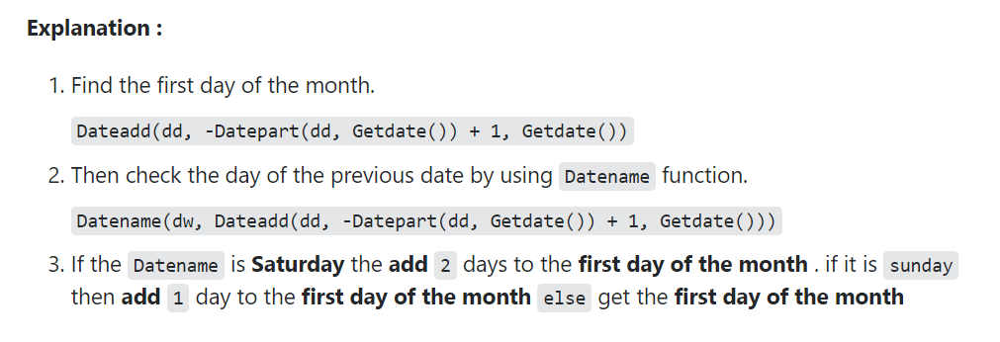 Explanation :
1. Find the first day of the month.
Dateadd(dd, -Datepart(dd, Getdate()) + 1, Getdate())
2. Then check the day of the previous date by using Datename function.
Datename(dw, Dateadd(dd, -Datepart(dd, Getdate()) + 1, Getdate()))
3. If the Datename is Saturday the add 2 days to the first day of the month . if it is sunday
then add 1 day to the first day of the month else get the first day of the month